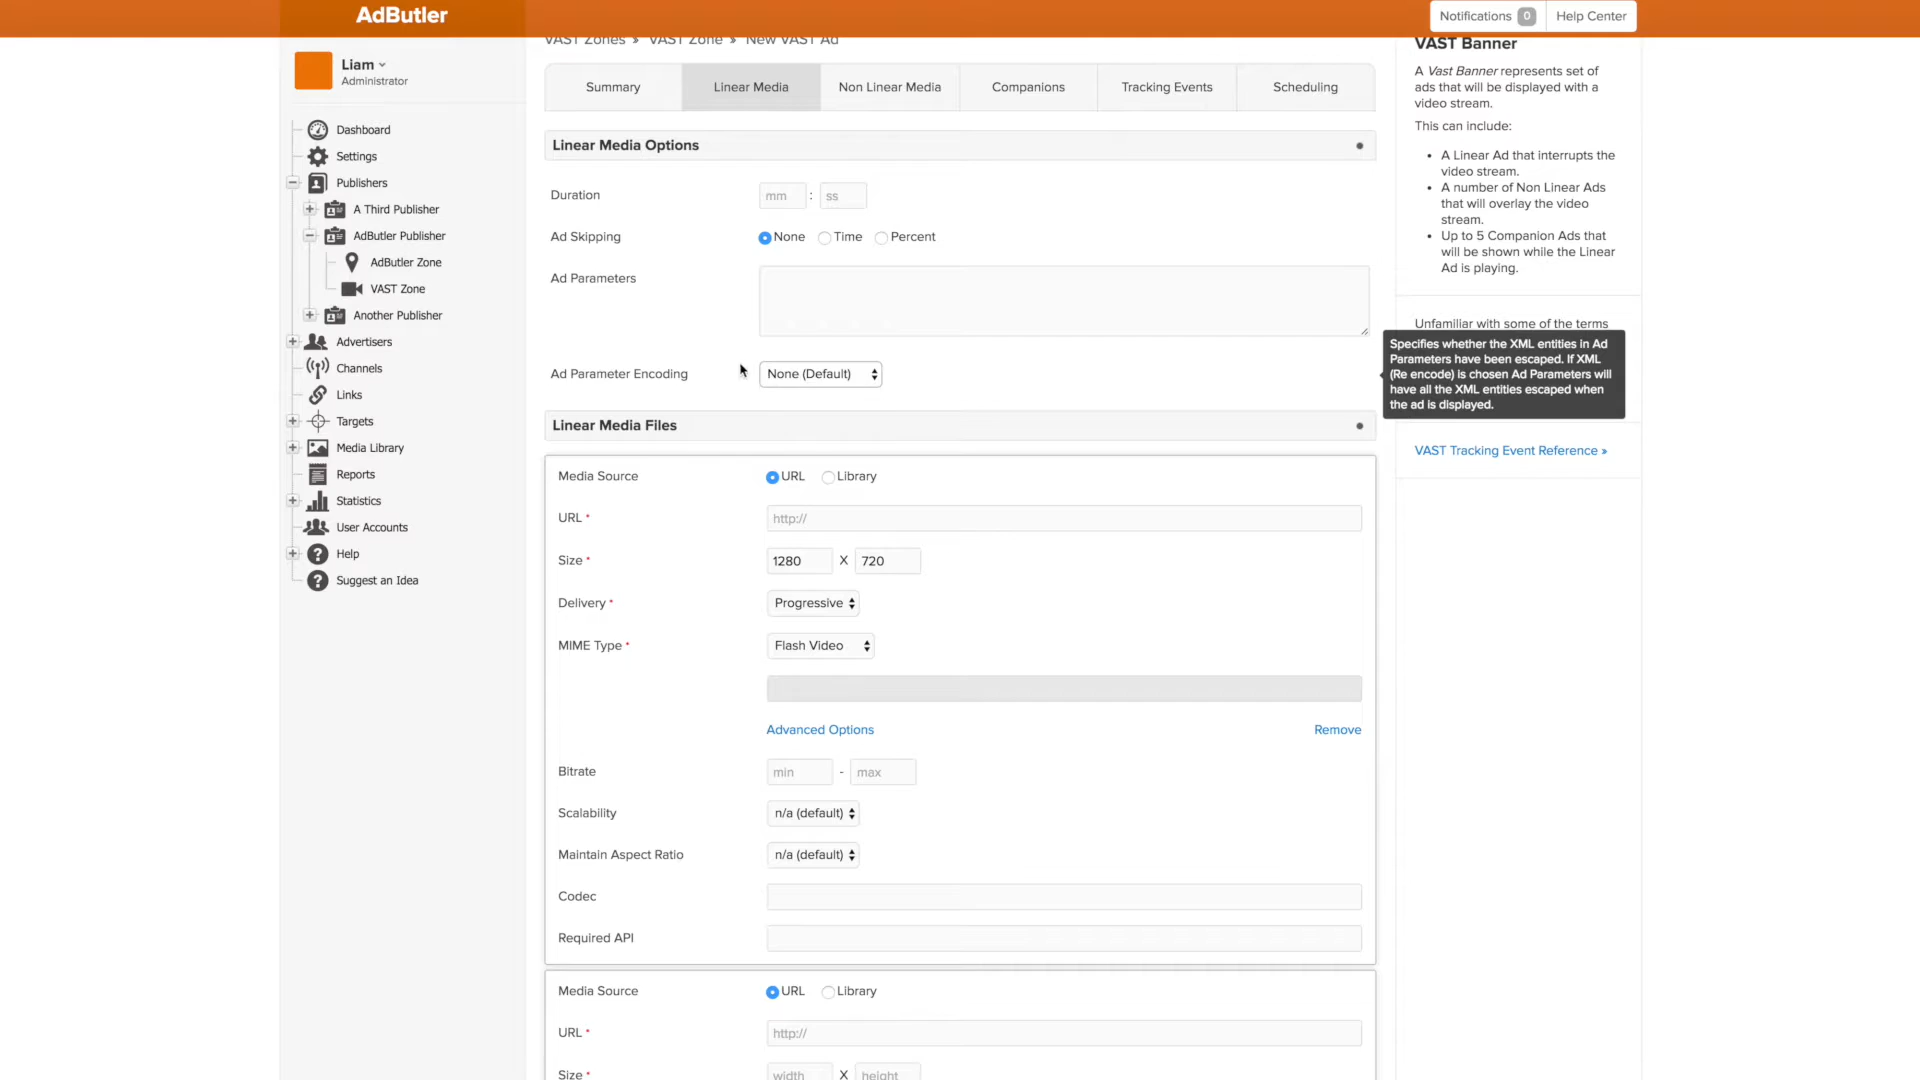 AdButler
Notifications 0
Help Center
Liam
Administrator
Dashboard
Settings
Publishers
A Third Publisher
AdButler Publisher
AdButler Zone
VAST Zone
Another Publisher
Advertisers
Channels
Links
Targets
Media Library
Reports
Statistics
User Accounts
Help
Suggest an Idea
VAST Zones » VAST Zone » New VAST Ad
Summary
Linear Media
Non Linear Media
Companions
Tracking Events
Scheduling
Linear Media Options
Duration mm : ss
Ad Skipping None Time Percent
Ad Parameters
Ad Parameter Encoding None (Default)
Linear Media Files
Media Source URL Library
URL * http://
Size * 1280 X 720
Delivery * Progressive
MIME Type * Flash Video
Advanced Options Remove
Bitrate min - max
Scalability n/a (default)
Maintain Aspect Ratio n/a (default)
Codec
Required API
Media Source URL Library
URL * http://
Size * width X height
VAST Banner
A Vast Banner represents set of
ads that will be displayed with a
video stream.
This can include:
• A Linear Ad that interrupts the
video stream.
• A number of Non Linear Ads
that will overlay the video
stream.
• Up to 5 Companion Ads that
will be shown while the Linear
Ad is playing.
Unfamiliar with some of the terms
Specifies whether the XML entities in Ad
Parameters have been escaped. If XML
(Re encode) is chosen Ad Parameters will
have all the XML entities escaped when
the ad is displayed.
VAST Tracking Event Reference »